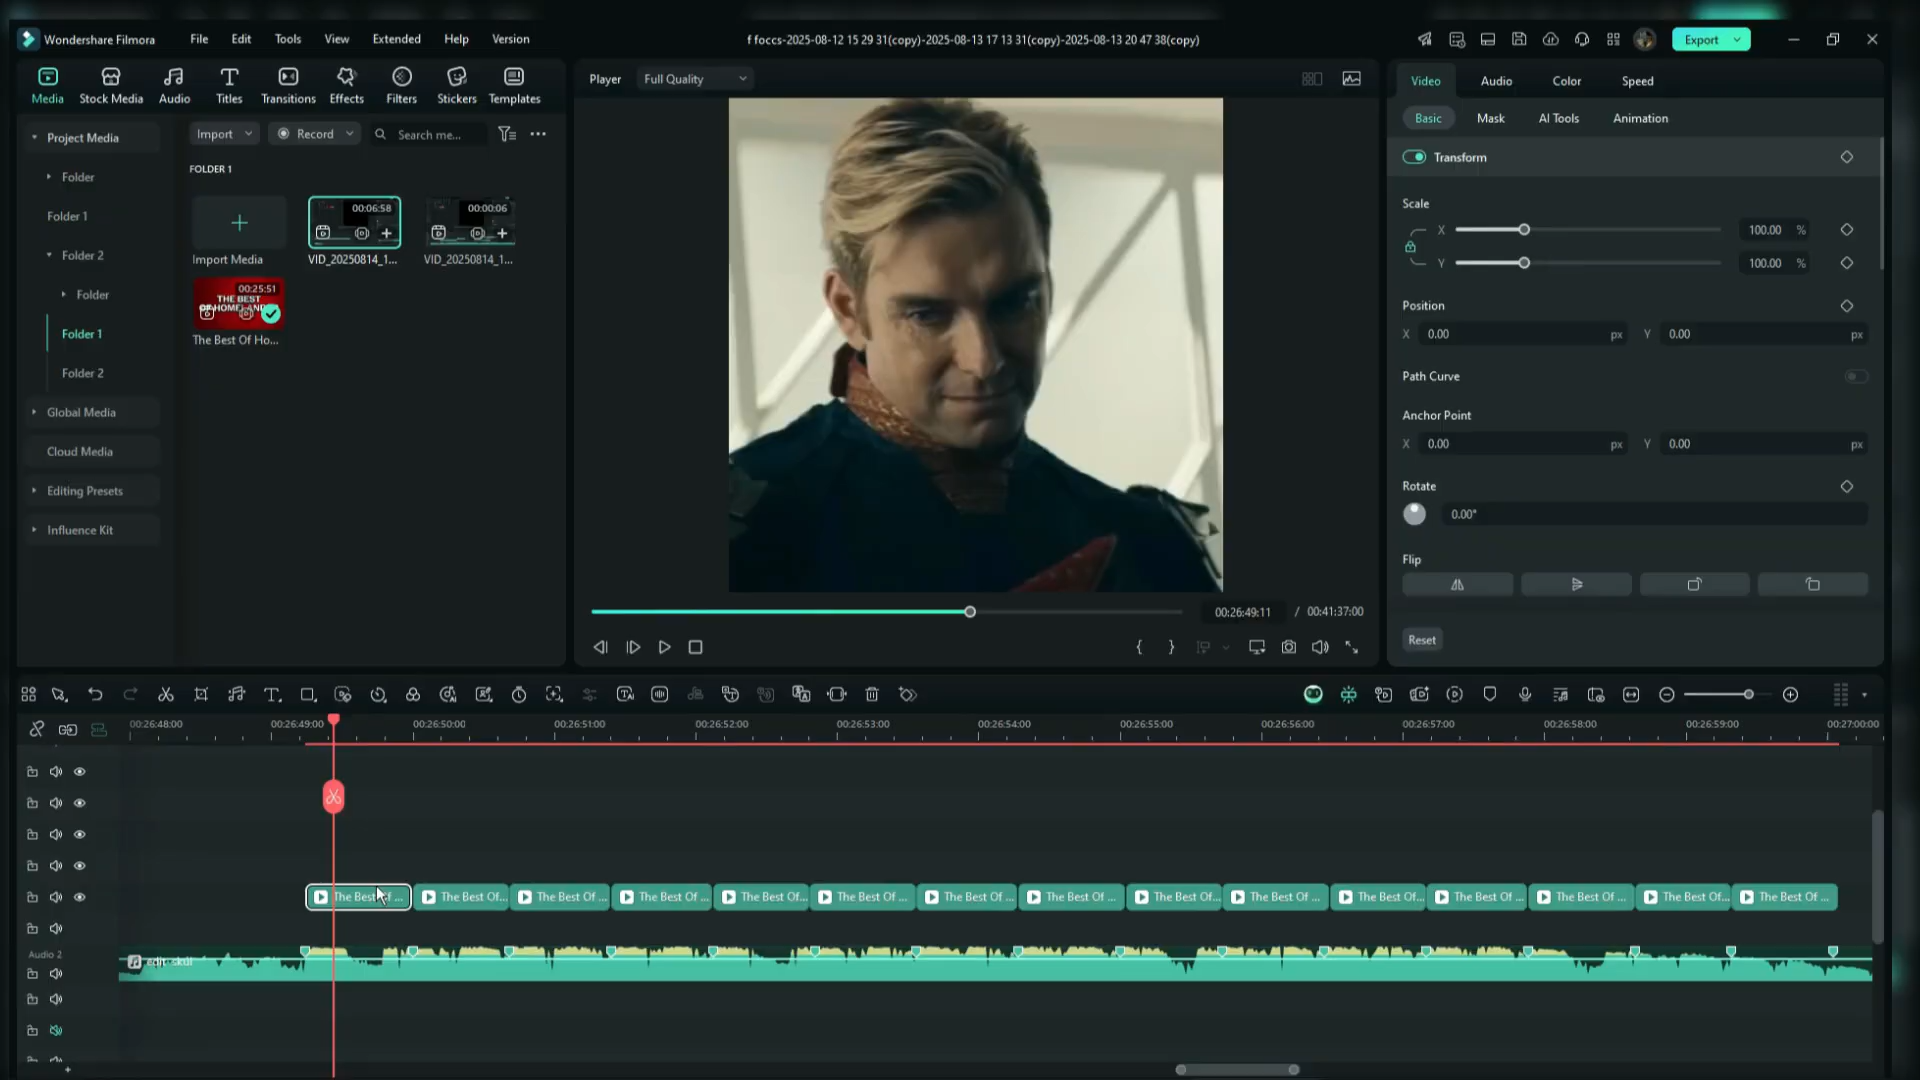 Wondershare Filmora File Edit Tools View Extended Help Version f foccs-2025-08-12 15 29 31(copy)-2025-08-13 17 13 31(copy)-2025-08-13 20 47 38(copy) Export
Media Stock Media Audio Titles Transitions Effects Filters Stickers Templates
Player Full Quality
Video Audio Color Speed
Basic Mask AI Tools Animation
Project Media
Folder
Folder 1
Folder 2
Folder
Folder 1
Folder 2
Global Media
Cloud Media
Editing Presets
Influence Kit
Import Record Search me...
FOLDER 1
00:06:58 00:00:06
Import Media VID_20250814_1... VID_20250814_1...
00:25:51
THE BEST
The Best Of Ho...
00:26:49:11 / 00:41:37:00
Transform
Scale
X 100.00 %
Y 100.00 %
Position
X 0.00 px Y 0.00 px
Path Curve
Anchor Point
X 0.00 px Y 0.00 px
Rotate
0.00°
Flip
Reset
00:26:48:00 00:26:49:00 00:26:50:00 00:26:51:00 00:26:52:00 00:26:53:00 00:26:54:00 00:26:55:00 00:26:56:00 00:26:57:00 00:26:58:00 00:26:59:00 00:27:00:00
The Best Of ... The Best Of... The Best Of ... The Best Of ... The Best Of... The Best Of ... The Best Of ... The Best Of ... The Best Of... The Best Of ... The Best Of... The Best Of ... The Best Of ... The Best Of... The Best Of ...
Audio 2